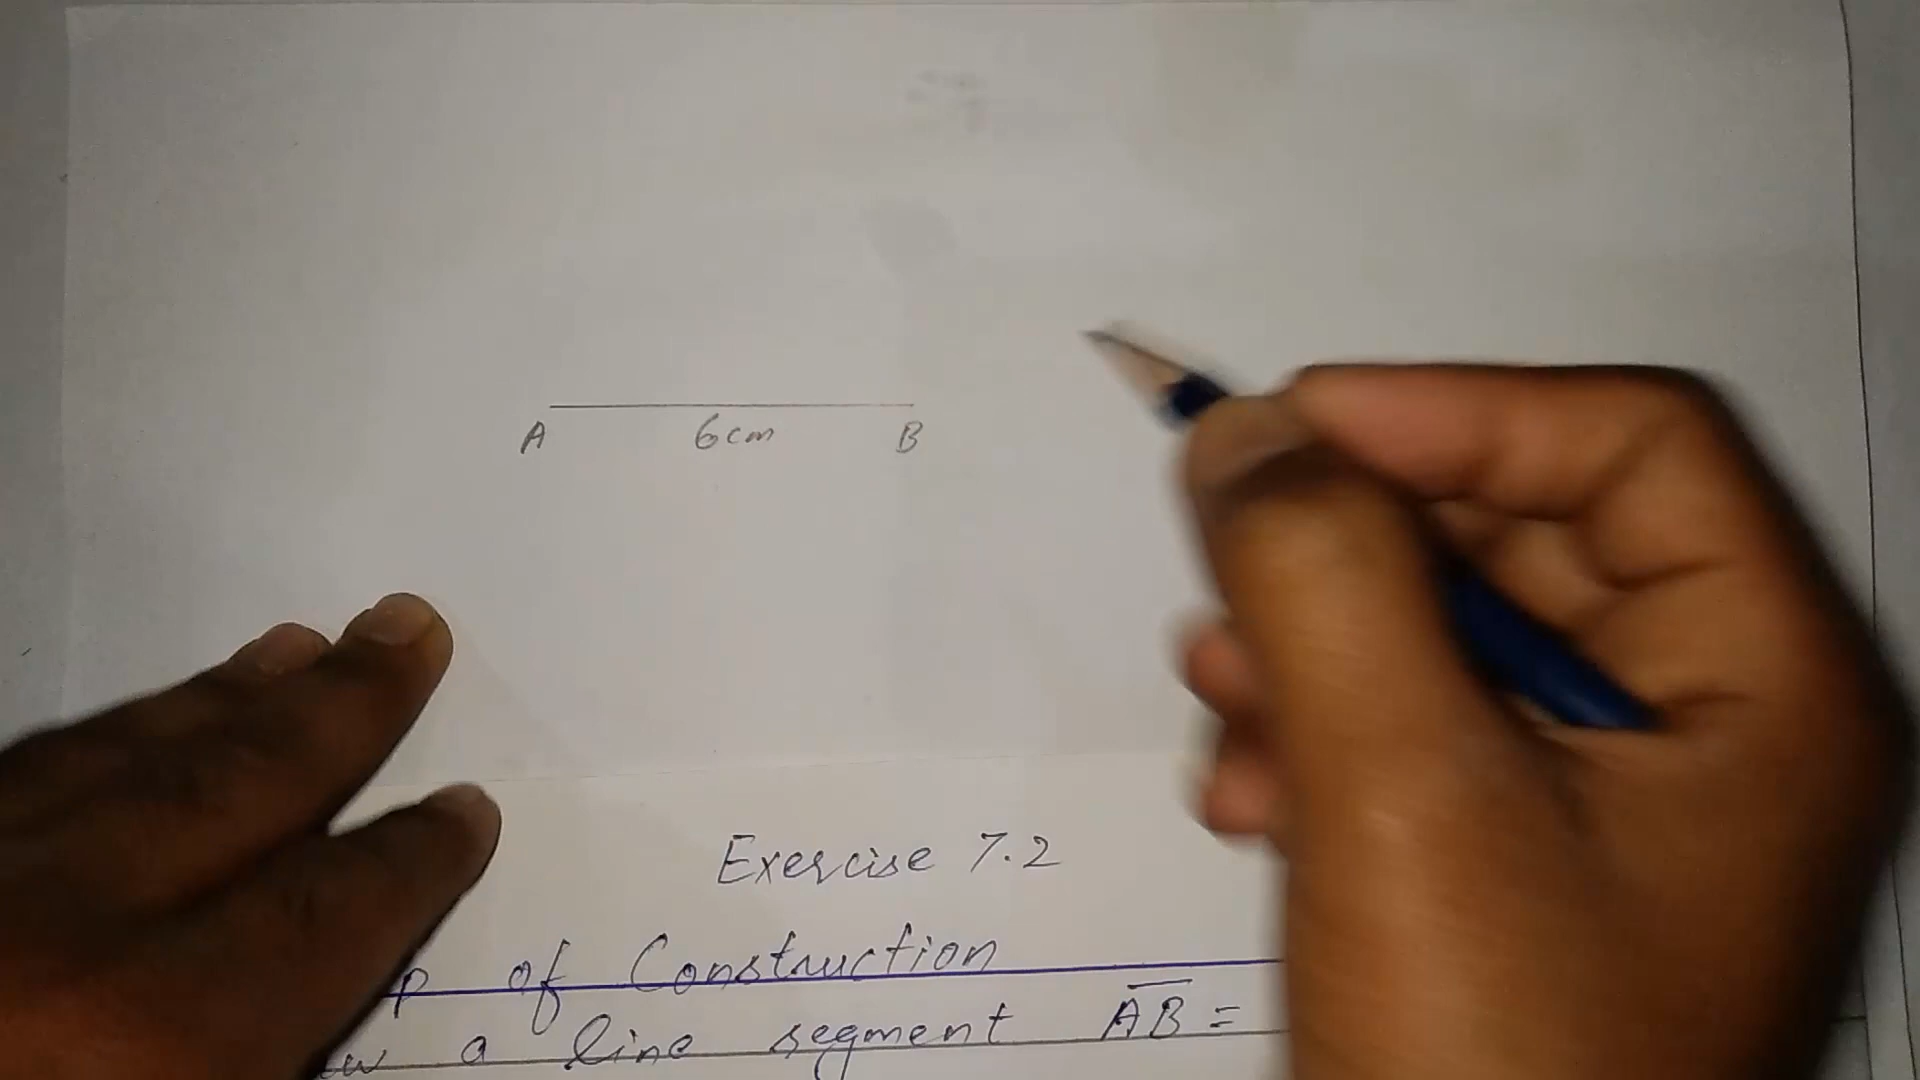 A 6cm B
Exercise 7.2
of Construction
a line segment AB =